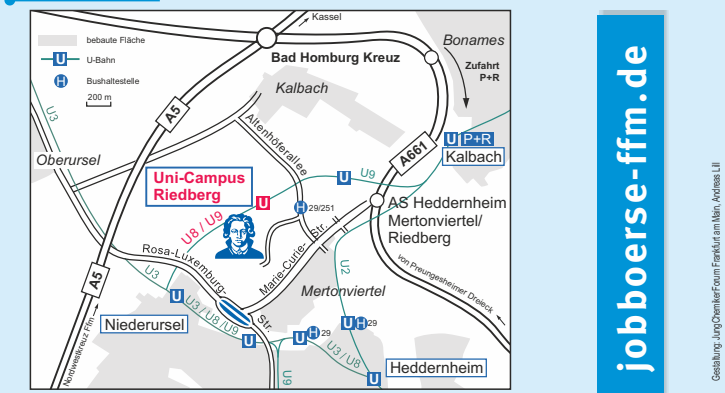 Kassel
bebaute Fläche
U
U-Bahn
H
Bushaltestelle
200 m
Bad Homburg Kreuz
Bonames
Zufahrt
P+R
Kalbach
A5
U3
Altenhöferallee
A661
U P+R
Kalbach
Oberursel
Uni-Campus
Riedberg
U
U
U9
H 29/251
AS Heddernheim
Mertonviertel/
Riedberg
U8 / U9
Rosa-Luxemburg-
Str.
Marie-Curie-
Str.
U2
von Preungesheimer Dreieck
A5
U3
U
Mertonviertel
Niederursel
U3 / U8 /U9
U
U H 29
U H 29
U3 / U8
Heddernheim
U
U9
Nordwestkreuz Ffm
jobboerse-ffm.de
Gestaltung: JungChemikerForum Frankfurt am Main, Andreas Lill